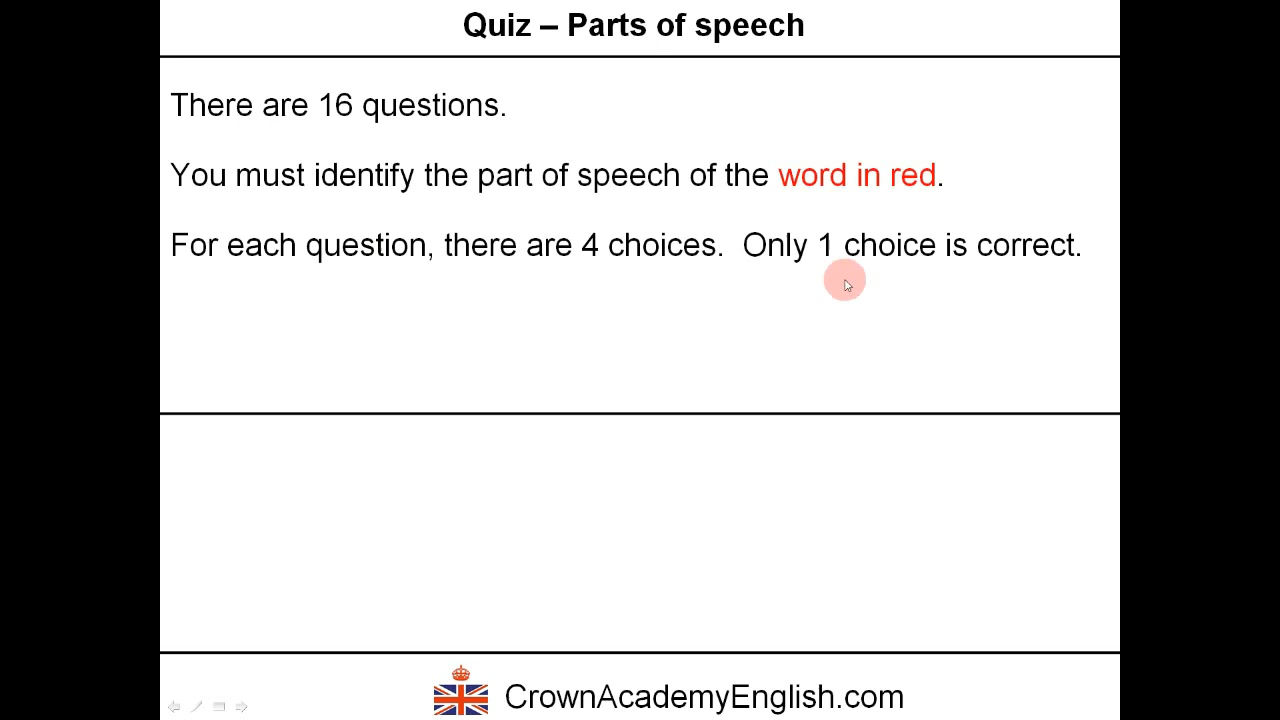 Quiz – Parts of speech
There are 16 questions.
You must identify the part of speech of the word in red.
For each question, there are 4 choices.  Only 1 choice is correct.
CrownAcademyEnglish.com